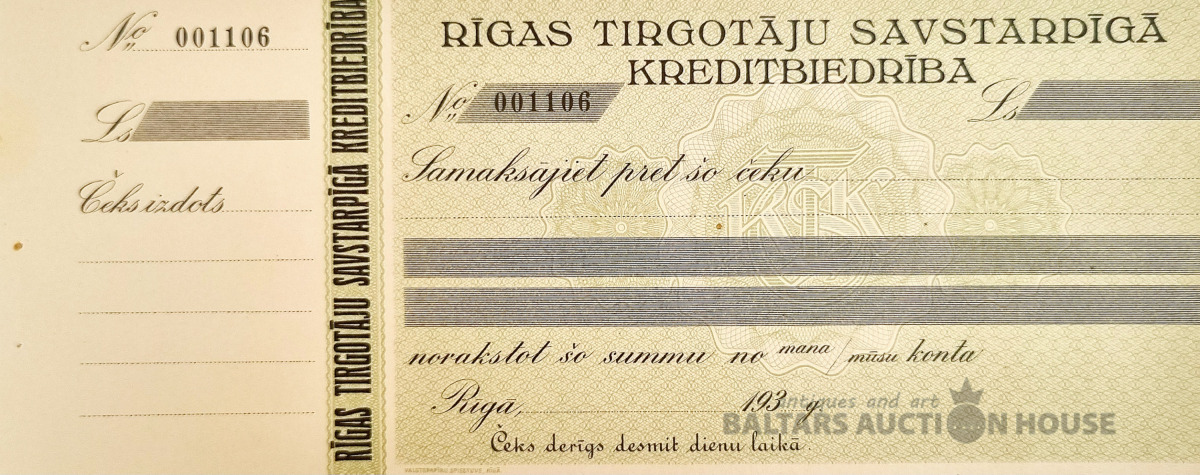 No 001106
Ls
Čeks izdots
RĪGAS TIRGOTĀJU SAVSTARPĪGĀ KREDITBIEDRĪBA
RĪGAS TIRGOTĀJU SAVSTARPĪGĀ
KREDITBIEDRĪBA
No 001106 Ls
Samaksājiet pret šo čeku
norakstot šo summu no mana/mūsu konta
Rīgā, 193 g.
Čeks derīgs desmit dienu laikā.
antiques and art
BALTARS AUCTION HOUSE